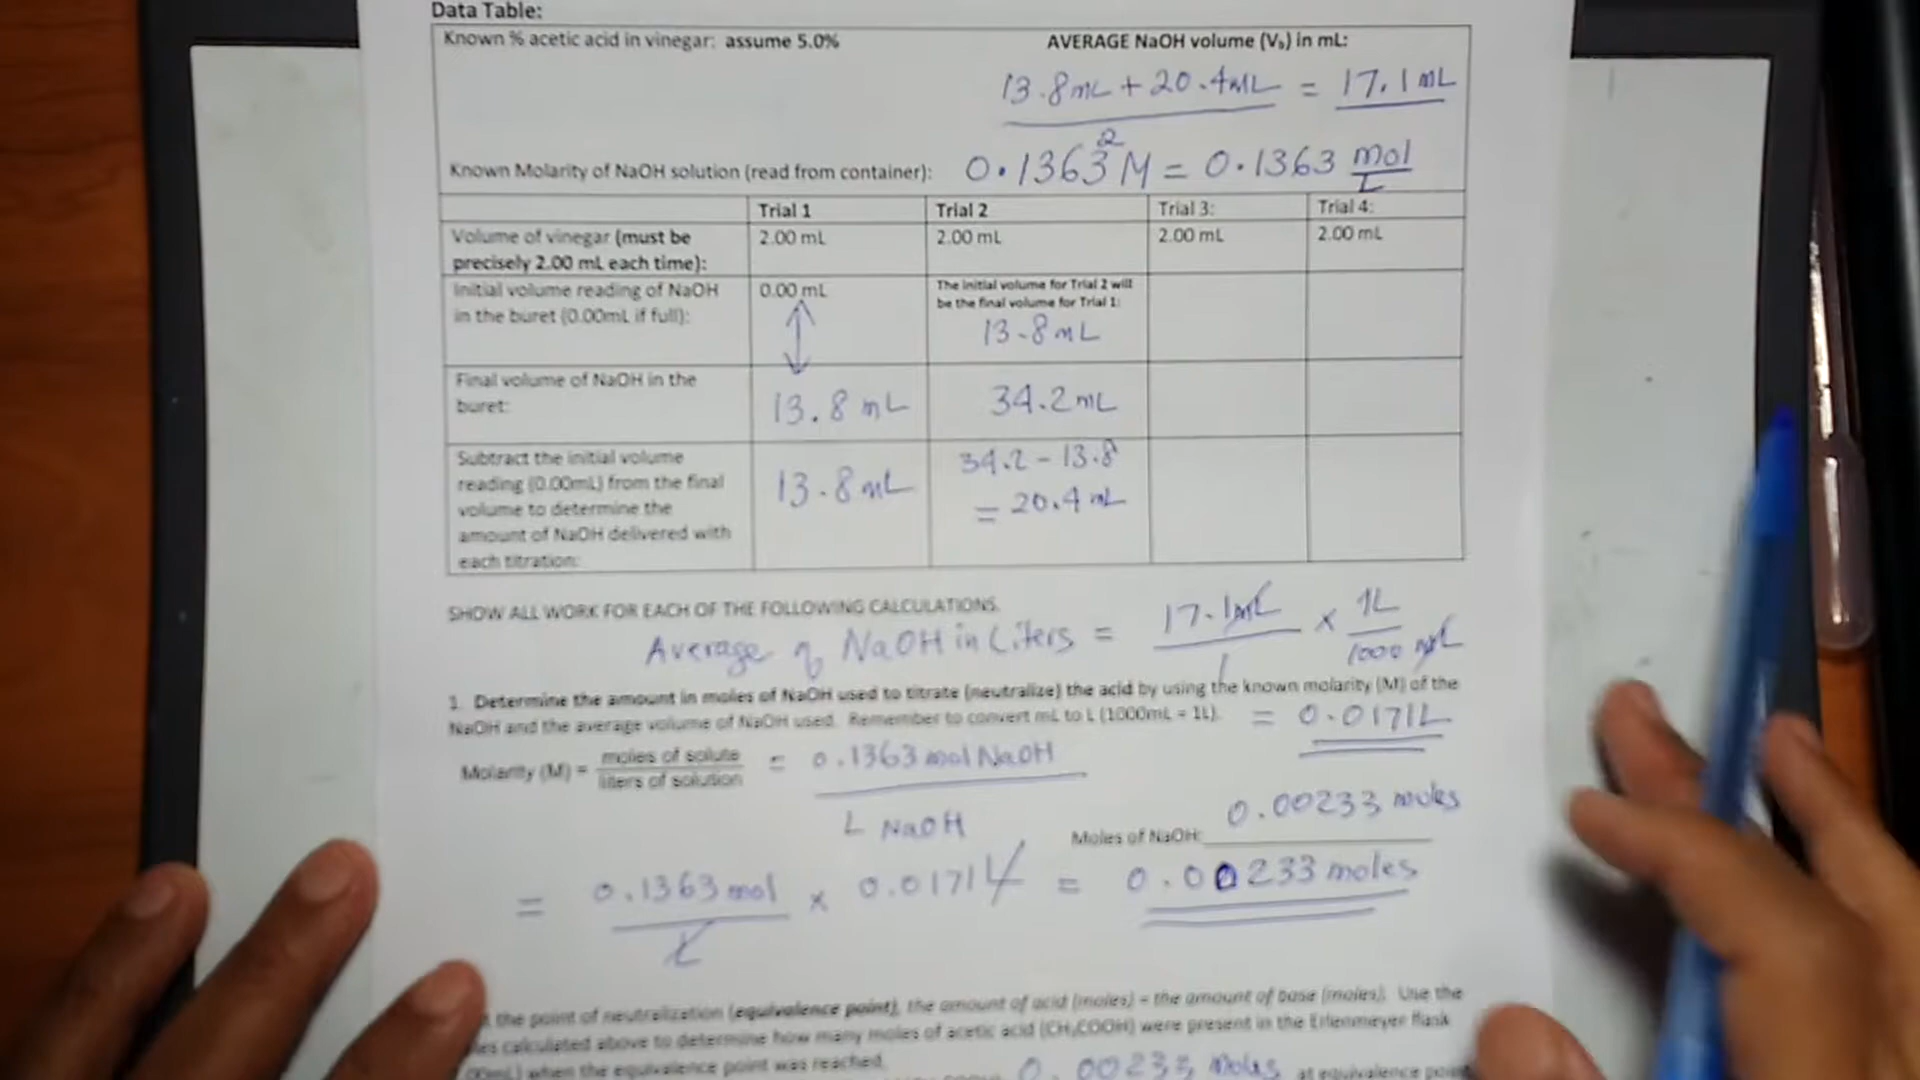 Data Table:
Known % acetic acid in vinegar: assume 5.0%
AVERAGE NaOH volume (Vb) in mL:
13.8mL + 20.4mL = 17.1mL
2
Known Molarity of NaOH solution (read from container): 0.1363 M = 0.1363 mol
L
Trial 1 Trial 2 Trial 3: Trial 4:
Volume of vinegar (must be
precisely 2.00 mL each time):
2.00 mL 2.00 mL 2.00 mL 2.00 mL
Initial volume reading of NaOH
in the buret (0.00mL if full):
0.00 mL
The initial volume for Trial 2 will
be the final volume for Trial 1:
13.8mL
Final volume of NaOH in the
buret:
13.8 mL 34.2mL
Subtract the initial volume
reading (0.00mL) from the final
volume to determine the
amount of NaOH delivered with
each titration:
13.8mL
34.2 - 13.8
= 20.4 mL
SHOW ALL WORK FOR EACH OF THE FOLLOWING CALCULATIONS.
Average of NaOH in Liters = 17.1mL × 1L
1 1000 mL
1. Determine the amount in moles of NaOH used to titrate (neutralize) the acid by using the known molarity (M) of the
NaOH and the average volume of NaOH used. Remember to convert mL to L (1000mL = 1L). = 0.0171L
Molarity (M) = moles of solute = 0.1363 mol NaOH
liters of solution
L NaOH
Moles of NaOH: 0.00233 moles
= 0.1363 mol × 0.0171L = 0.00233 moles
L
the point of neutralization (equivalence point), the amount of acid (moles) = the amount of base (moles). Use the
calculated above to determine how many moles of acetic acid (CH3COOH) were present in the Erlenmeyer flask
when the equivalence point was reached.
0.00233 moles at equivalence point